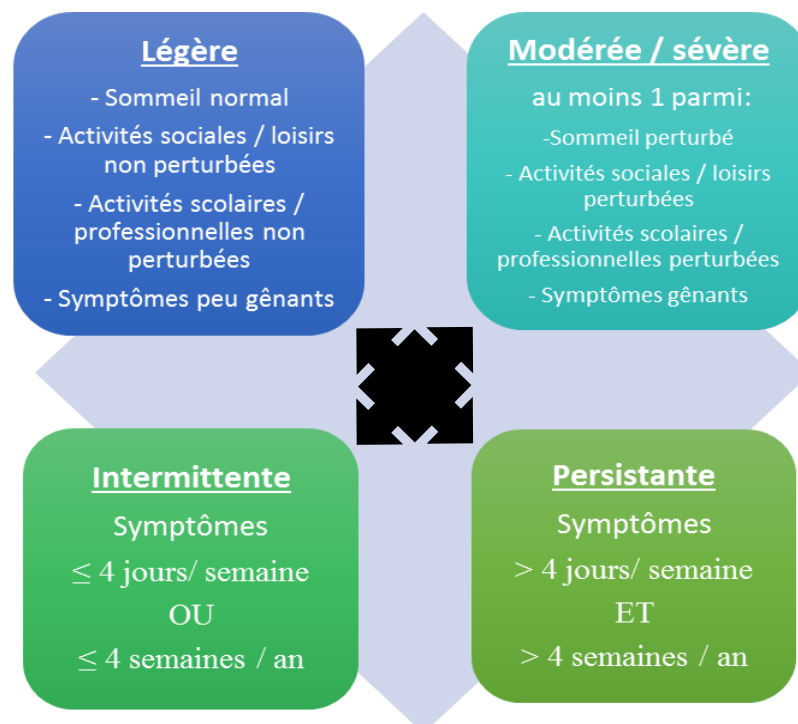 Légère
- Sommeil normal
- Activités sociales / loisirs
non perturbées
- Activités scolaires /
professionnelles non
perturbées
- Symptômes peu gênants
Modérée / sévère
au moins 1 parmi:
-Sommeil perturbé
- Activités sociales / loisirs
perturbées
- Activités scolaires /
professionnelles perturbées
- Symptômes gênants
Intermittente
Symptômes
≤ 4 jours/ semaine
OU
≤ 4 semaines / an
Persistante
Symptômes
> 4 jours/ semaine
ET
> 4 semaines / an